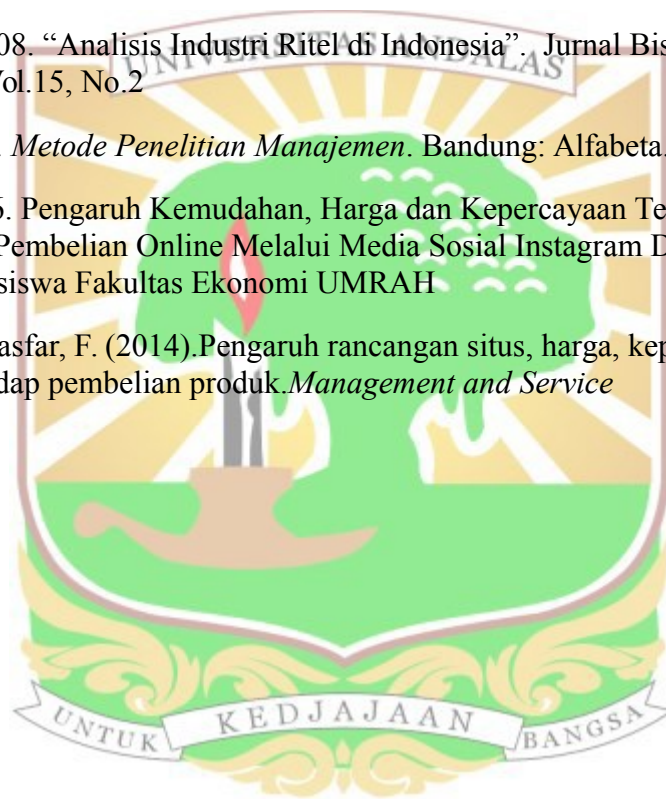 08. “Analisis Industri Ritel di Indonesia”. Jurnal Bis
Vol.15, No.2
. Metode Penelitian Manajemen. Bandung: Alfabeta.
6. Pengaruh Kemudahan, Harga dan Kepercayaan Te
Pembelian Online Melalui Media Sosial Instagram D
siswa Fakultas Ekonomi UMRAH
asfar, F. (2014).Pengaruh rancangan situs, harga, kep
dap pembelian produk.Management and Service
UNIVERSITAS ANDALAS
UNTUK KEDJAJAAN BANGSA